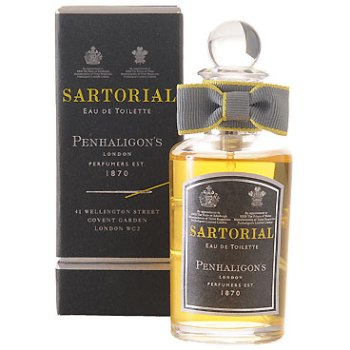 SARTORIAL
EAU DE TOILETTE
PENHALIGON'S
LONDON
PERFUMERS EST.
1870
41 WELLINGTON STREET
COVENT GARDEN
LONDON WC2
SARTORIAL
EAU DE TOILETTE
PENHALIGON'S
LONDON
PERFUMERS EST.
1870